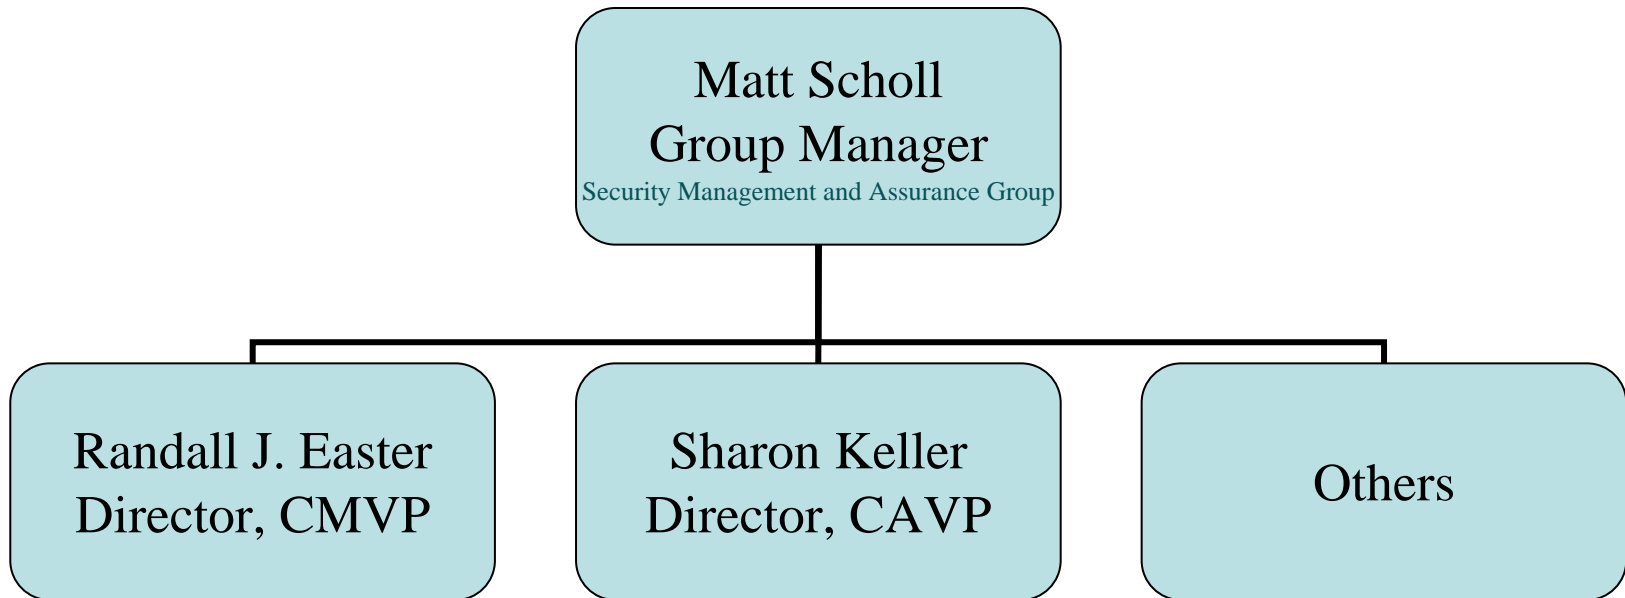 Matt Scholl
Group Manager
Security Management and Assurance Group
Randall J. Easter
Director, CMVP
Sharon Keller
Director, CAVP
Others